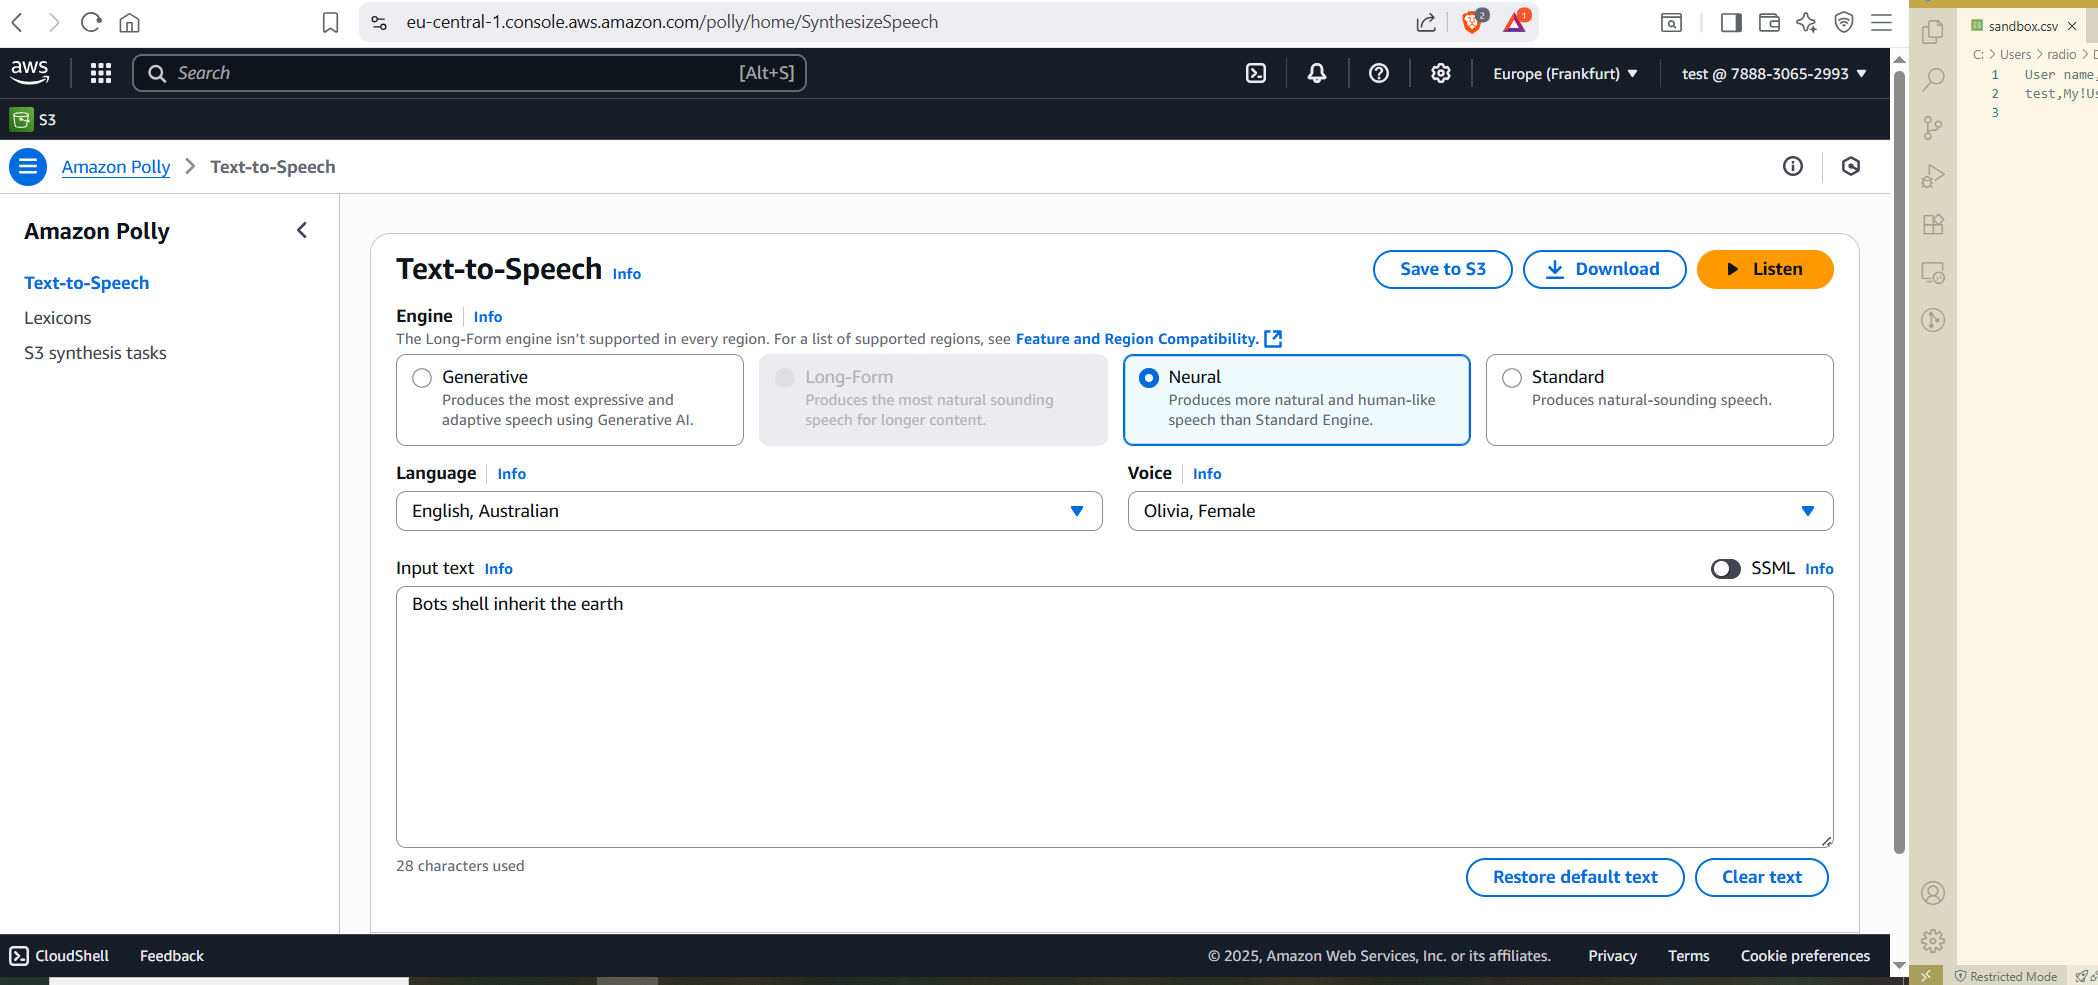 eu-central-1.console.aws.amazon.com/polly/home/SynthesizeSpeech
2
1
aws
Search
[Alt+S]
Europe (Frankfurt)
test @ 7888-3065-2993
S3
Amazon Polly
Text-to-Speech
Amazon Polly
Text-to-Speech
Lexicons
S3 synthesis tasks
Text-to-Speech Info
Save to S3
Download
Listen
Engine Info
The Long-Form engine isn't supported in every region. For a list of supported regions, see Feature and Region Compatibility.
Generative
Produces the most expressive and
adaptive speech using Generative AI.
Long-Form
Produces the most natural sounding
speech for longer content.
Neural
Produces more natural and human-like
speech than Standard Engine.
Standard
Produces natural-sounding speech.
Language Info
English, Australian
Voice Info
Olivia, Female
Input text Info
SSML Info
Bots shell inherit the earth
28 characters used
Restore default text
Clear text
CloudShell
Feedback
© 2025, Amazon Web Services, Inc. or its affiliates.
Privacy
Terms
Cookie preferences
sandbox.csv
C: > Users > radio >
1 User name,
2 test,My!Us
3
Restricted Mode